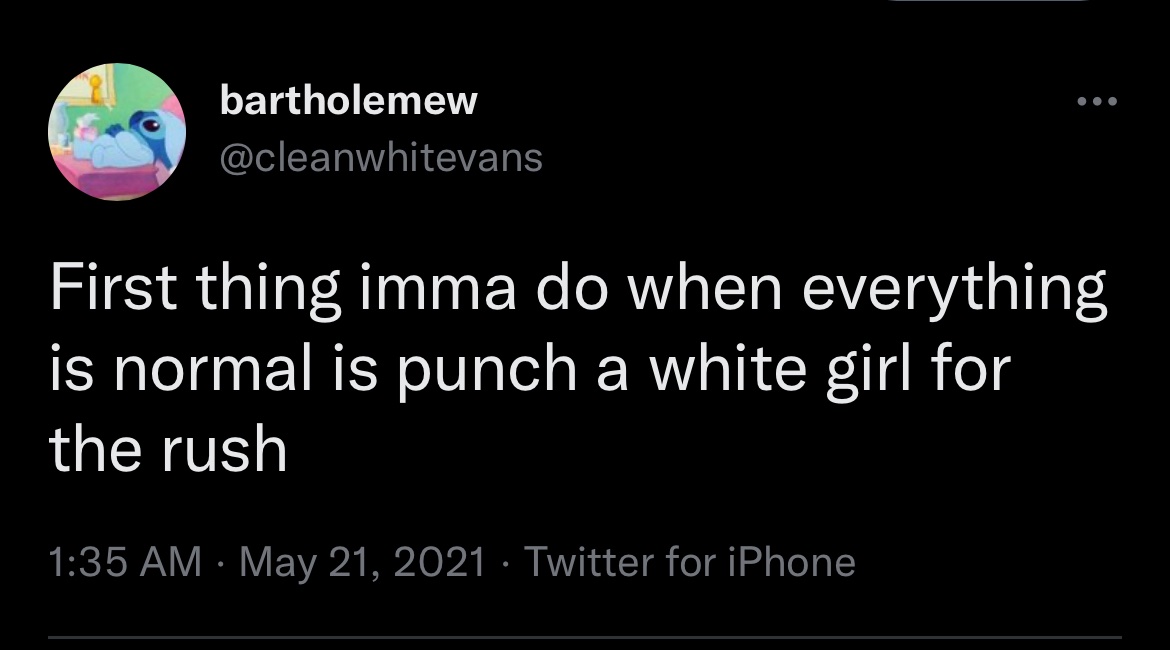 bartholemew
@cleanwhitevans
First thing imma do when everything
is normal is punch a white girl for
the rush
1:35 AM · May 21, 2021 · Twitter for iPhone